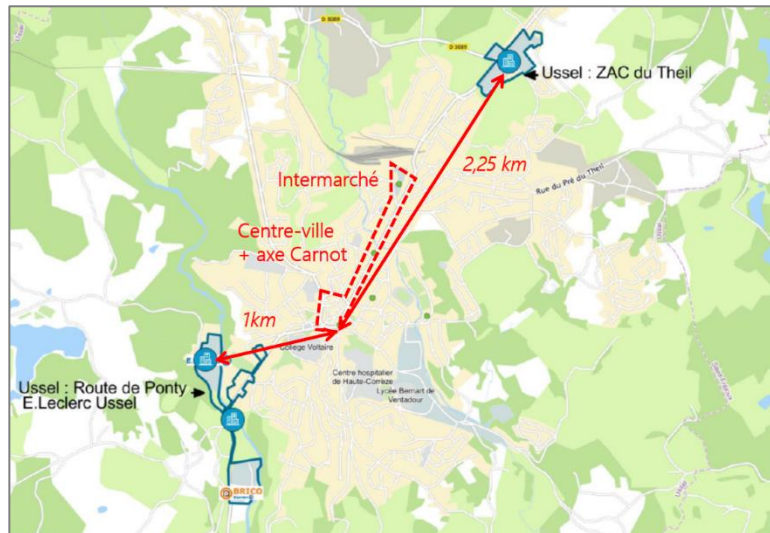 D 3089
D 3089
Ussel : ZAC du Theil
Intermarché
2,25 km
Rue du Pré du Theil
Centre-ville
+ axe Carnot
1km
Collège Voltaire
E.
Centre hospitalier
de Haute-Corrèze
Lycée Bernart de
Ventadour
Ussel : Route de Ponty
E.Leclerc Ussel
BRICO